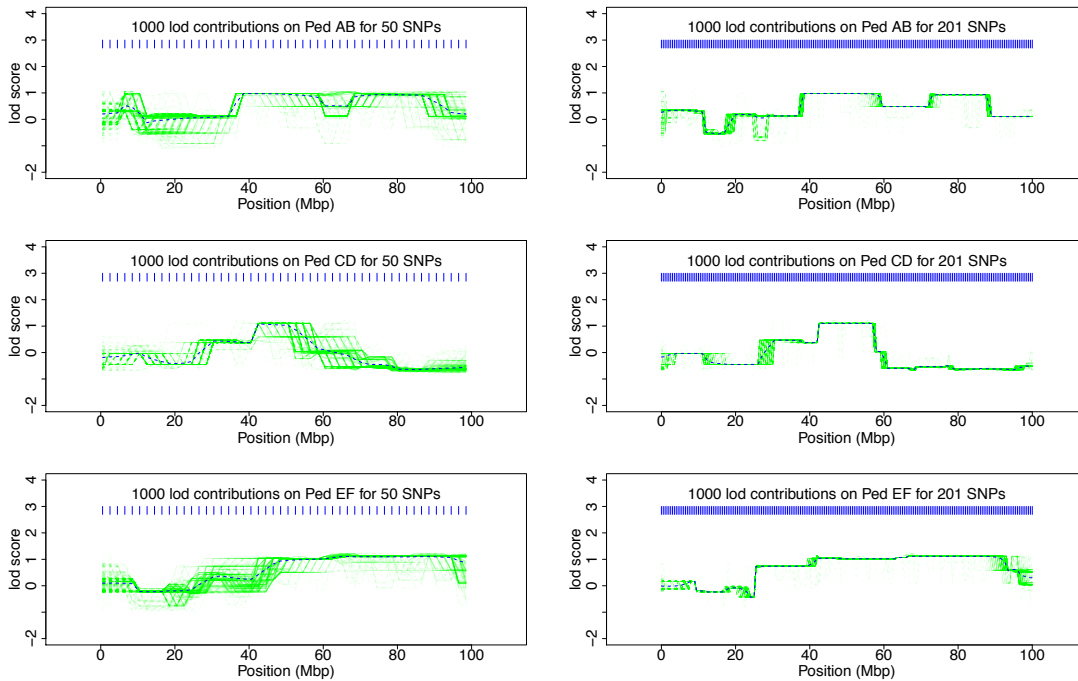 1000 lod contributions on Ped AB for 50 SNPs
lod score
4
3
2
1
0
−2
0 20 40 60 80 100
Position (Mbp)
1000 lod contributions on Ped AB for 201 SNPs
lod score
4
3
2
1
0
−2
0 20 40 60 80 100
Position (Mbp)
1000 lod contributions on Ped CD for 50 SNPs
lod score
4
3
2
1
0
−2
0 20 40 60 80 100
Position (Mbp)
1000 lod contributions on Ped CD for 201 SNPs
lod score
4
3
2
1
0
−2
0 20 40 60 80 100
Position (Mbp)
1000 lod contributions on Ped EF for 50 SNPs
lod score
4
3
2
1
0
−2
0 20 40 60 80 100
Position (Mbp)
1000 lod contributions on Ped EF for 201 SNPs
lod score
4
3
2
1
0
−2
0 20 40 60 80 100
Position (Mbp)